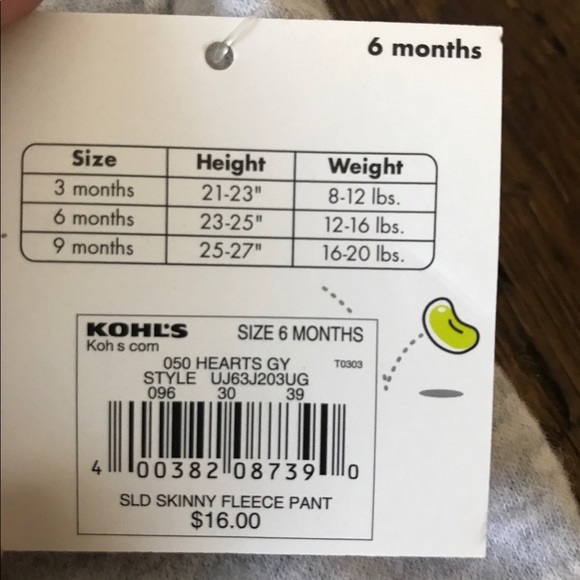 6 months
Size Height Weight
3 months 21-23" 8-12 lbs.
6 months 23-25" 12-16 lbs.
9 months 25-27" 16-20 lbs.
KOHL'S SIZE 6 MONTHS
Koh s com
050 HEARTS GY T0303
STYLE UJ63J203UG
096 30 39
4 00382 08739 0
SLD SKINNY FLEECE PANT
$16.00